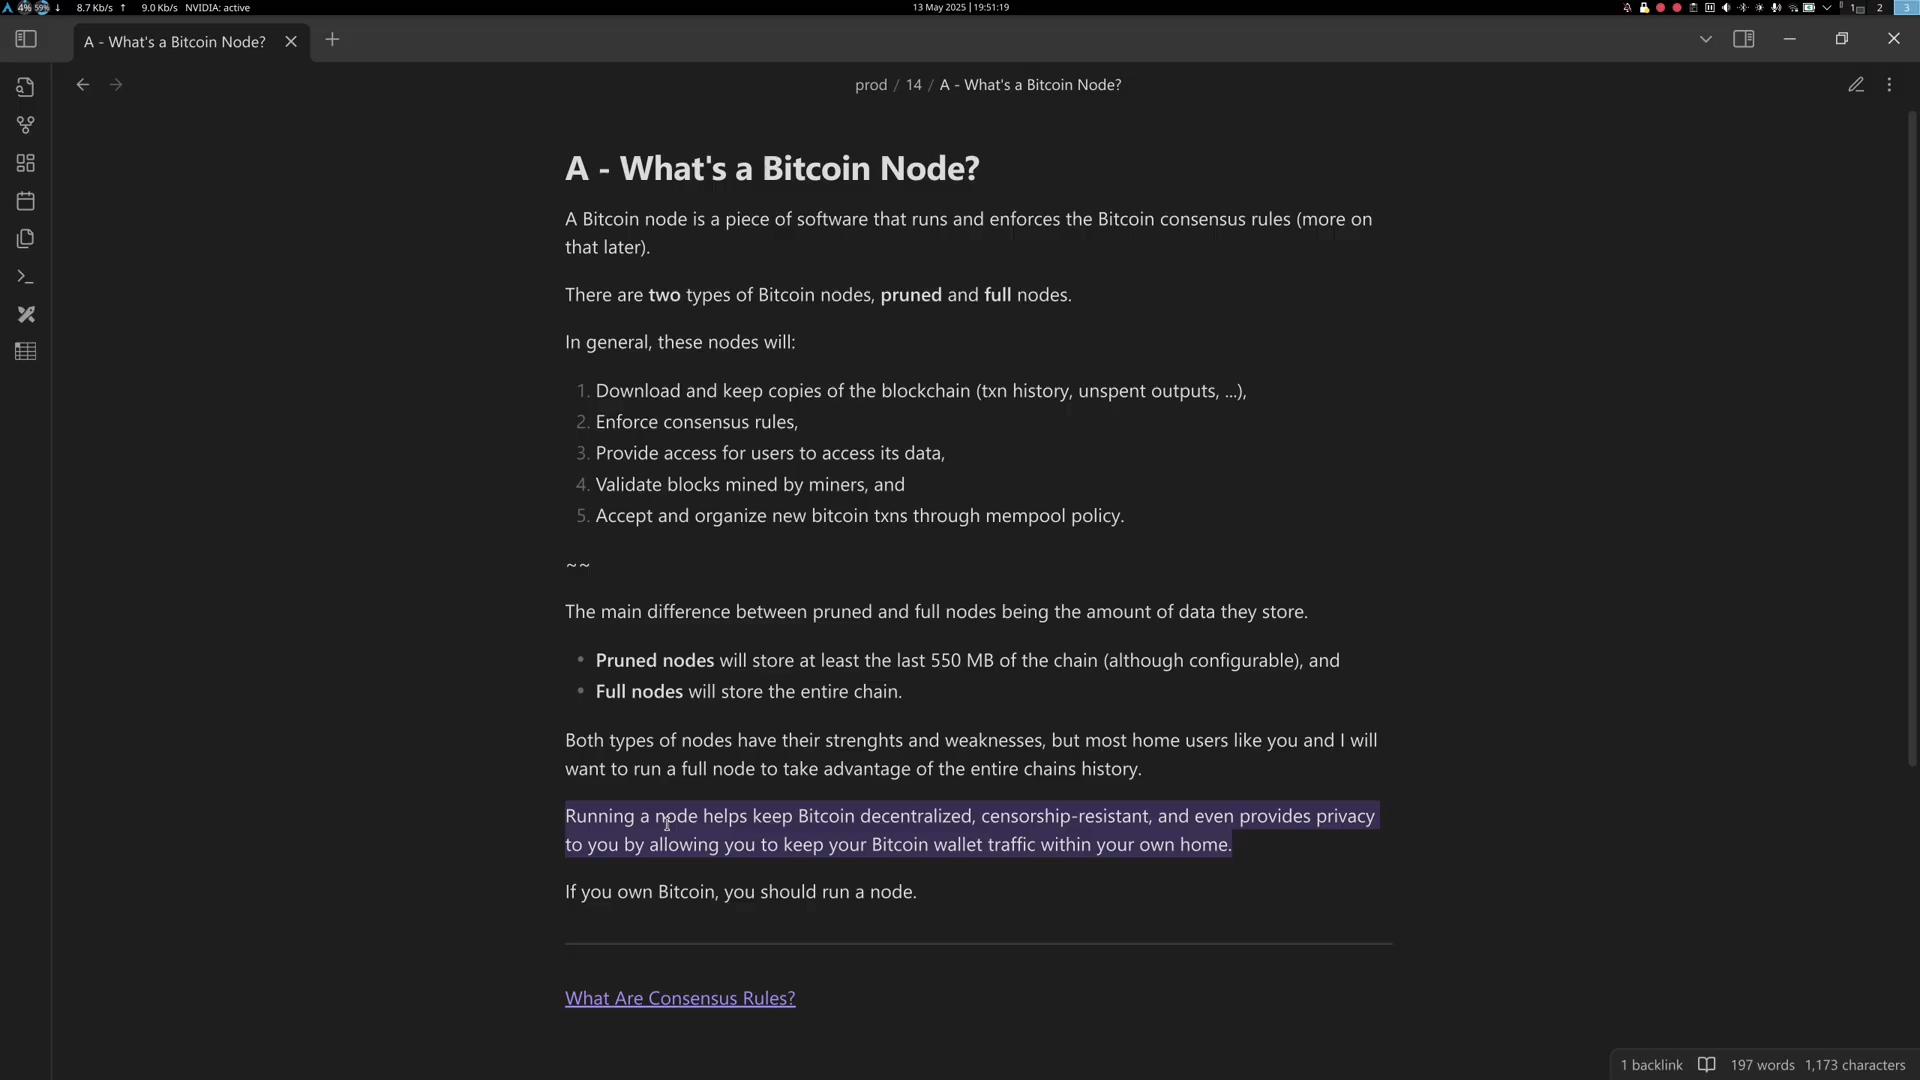 4% 59% ↓ 8.7 Kb/s ↑ 9.0 Kb/s NVIDIA: active
13 May 2025 | 19:51:19
1 2 3
A - What's a Bitcoin Node?
prod / 14 / A - What's a Bitcoin Node?
A - What's a Bitcoin Node?
A Bitcoin node is a piece of software that runs and enforces the Bitcoin consensus rules (more on
that later).
There are two types of Bitcoin nodes, pruned and full nodes.
In general, these nodes will:
1. Download and keep copies of the blockchain (txn history, unspent outputs, ...),
2. Enforce consensus rules,
3. Provide access for users to access its data,
4. Validate blocks mined by miners, and
5. Accept and organize new bitcoin txns through mempool policy.
~~
The main difference between pruned and full nodes being the amount of data they store.
• Pruned nodes will store at least the last 550 MB of the chain (although configurable), and
• Full nodes will store the entire chain.
Both types of nodes have their strenghts and weaknesses, but most home users like you and I will
want to run a full node to take advantage of the entire chains history.
Running a node helps keep Bitcoin decentralized, censorship-resistant, and even provides privacy
to you by allowing you to keep your Bitcoin wallet traffic within your own home.
If you own Bitcoin, you should run a node.
What Are Consensus Rules?
1 backlink 197 words 1,173 characters